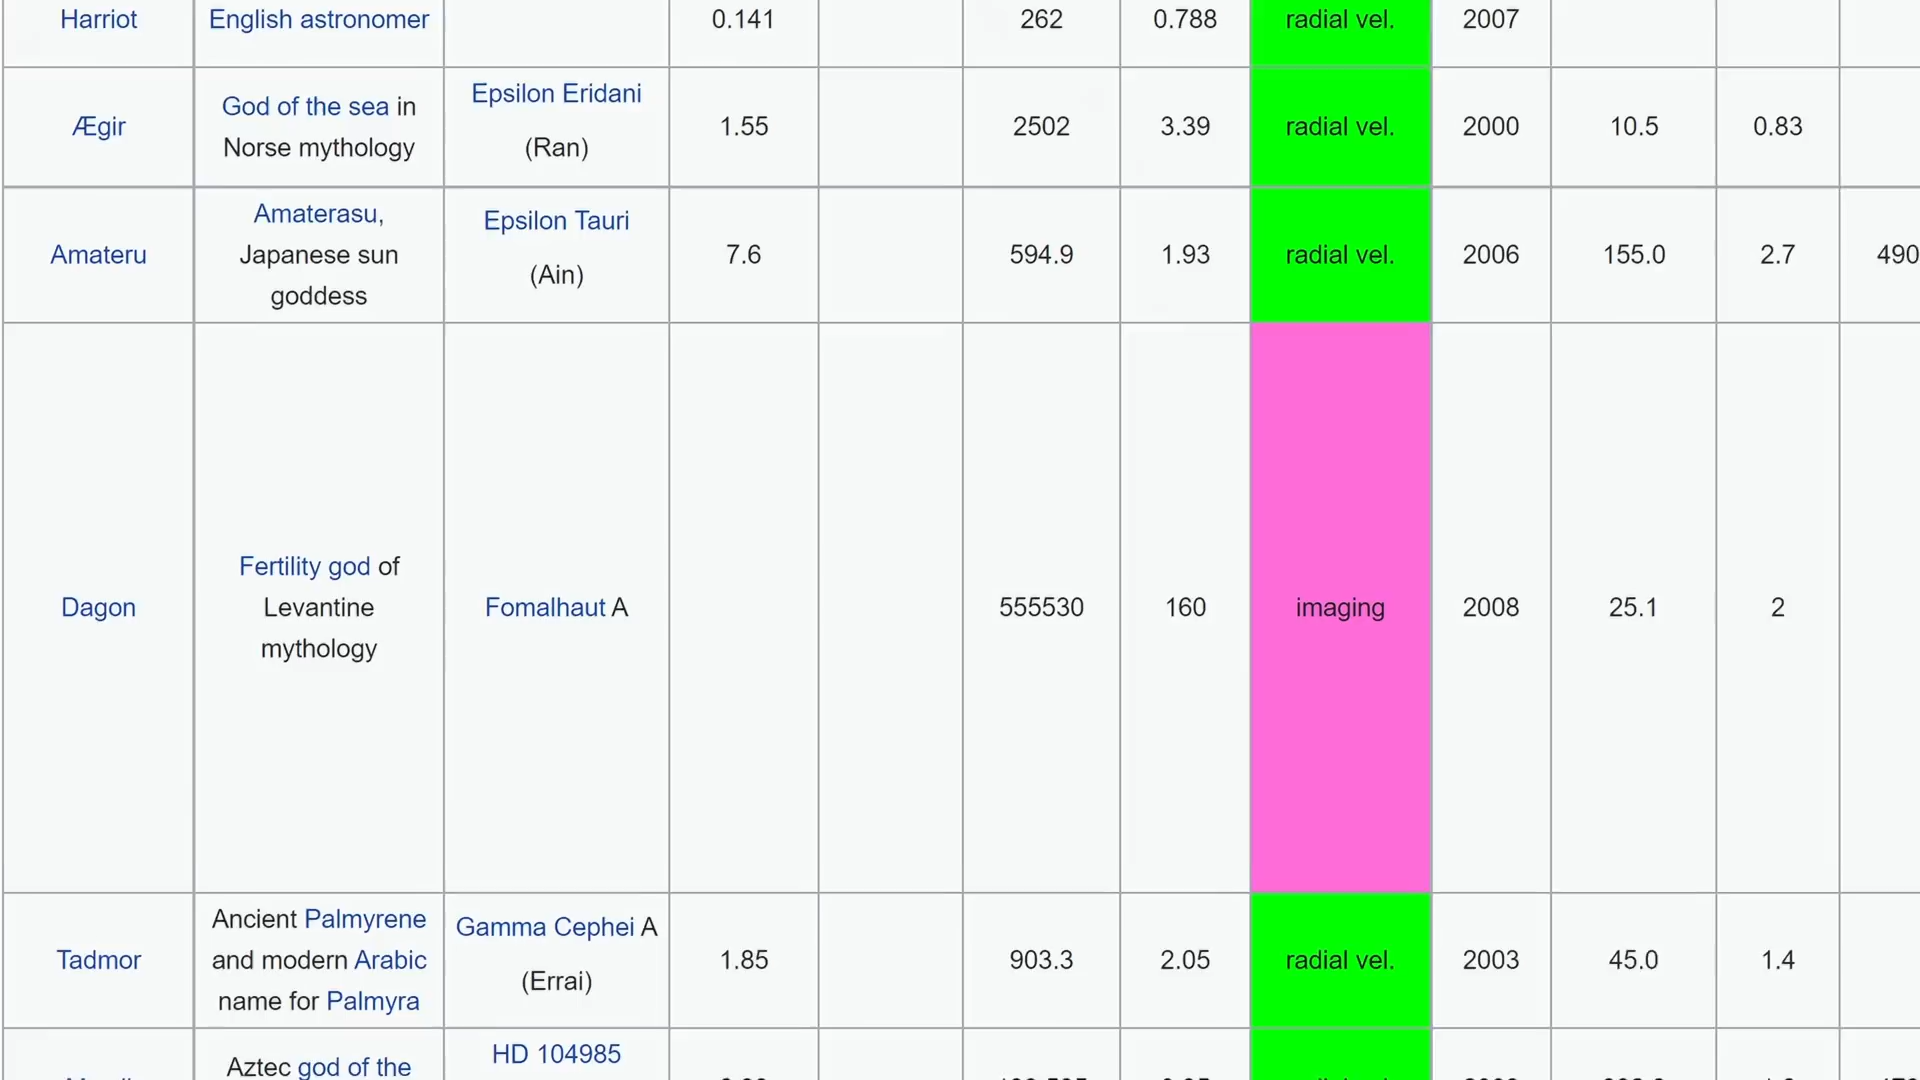 Harriot English astronomer 0.141 262 0.788 radial vel. 2007
Ægir
God of the sea in
Norse mythology
Epsilon Eridani
(Ran)
1.55 2502 3.39 radial vel. 2000 10.5 0.83
Amateru
Amaterasu,
Japanese sun
goddess
Epsilon Tauri
(Ain)
7.6 594.9 1.93 radial vel. 2006 155.0 2.7 490
Dagon
Fertility god of
Levantine
mythology
Fomalhaut A
555530 160 imaging 2008 25.1 2
Tadmor
Ancient Palmyrene
and modern Arabic
name for Palmyra
Gamma Cephei A
(Errai)
1.85 903.3 2.05 radial vel. 2003 45.0 1.4
Aztec god of the
HD 104985